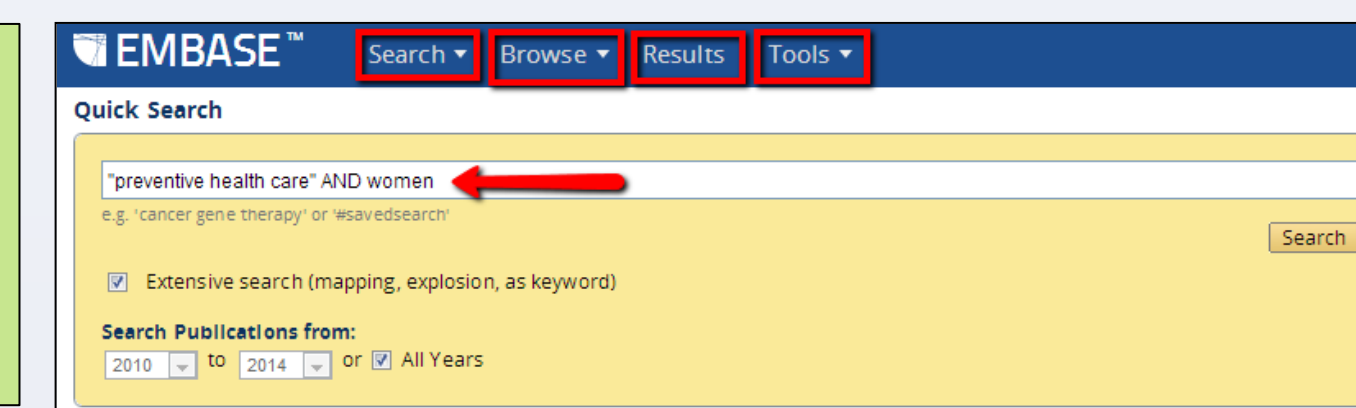 EMBASE™ Search Browse Results Tools
Quick Search
"preventive health care" AND women
e.g. 'cancer gene therapy' or '#savedsearch'
Search
Extensive search (mapping, explosion, as keyword)
Search Publications from:
2010 to 2014 or All Years